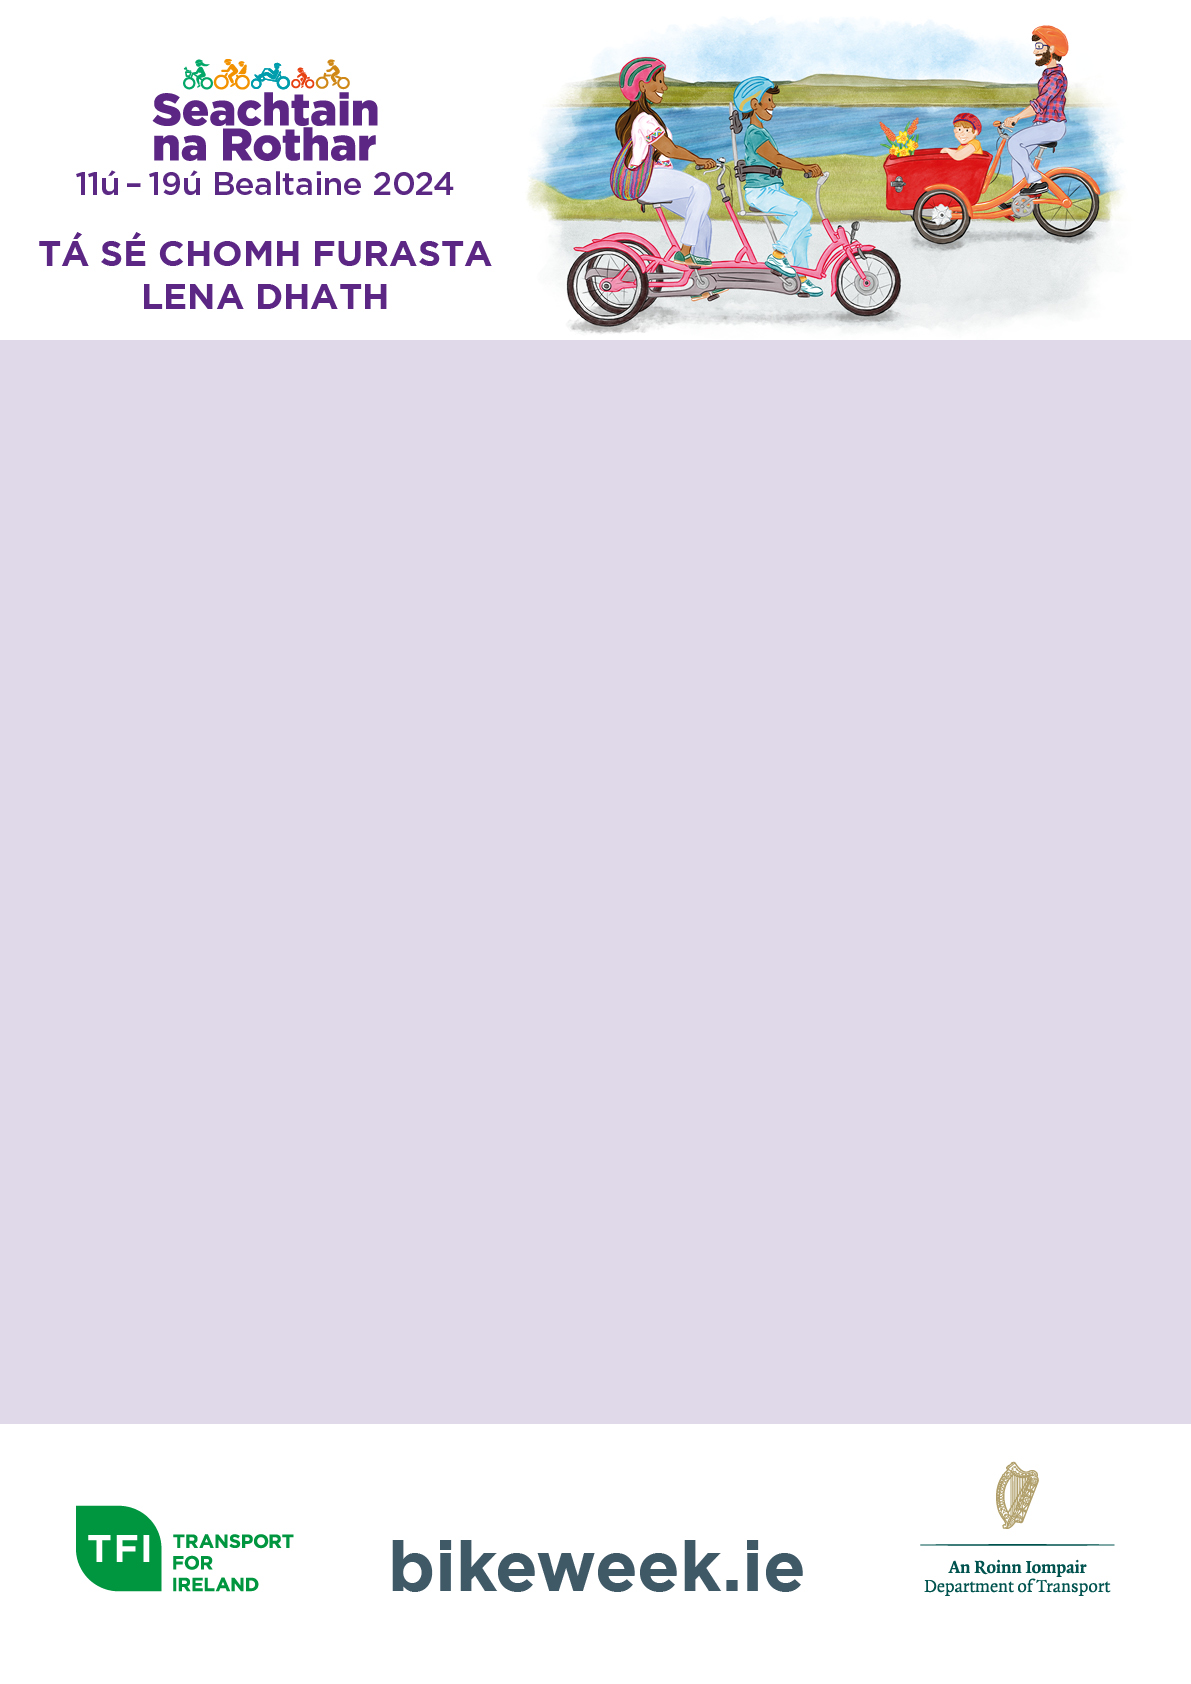 Seachtain
na Rothar
11ú – 19ú Bealtaine 2024
TÁ SÉ CHOMH FURASTA
LENA DHATH
TFI
TRANSPORT
FOR
IRELAND
bikeweek.ie
An Roinn Iompair
Department of Transport